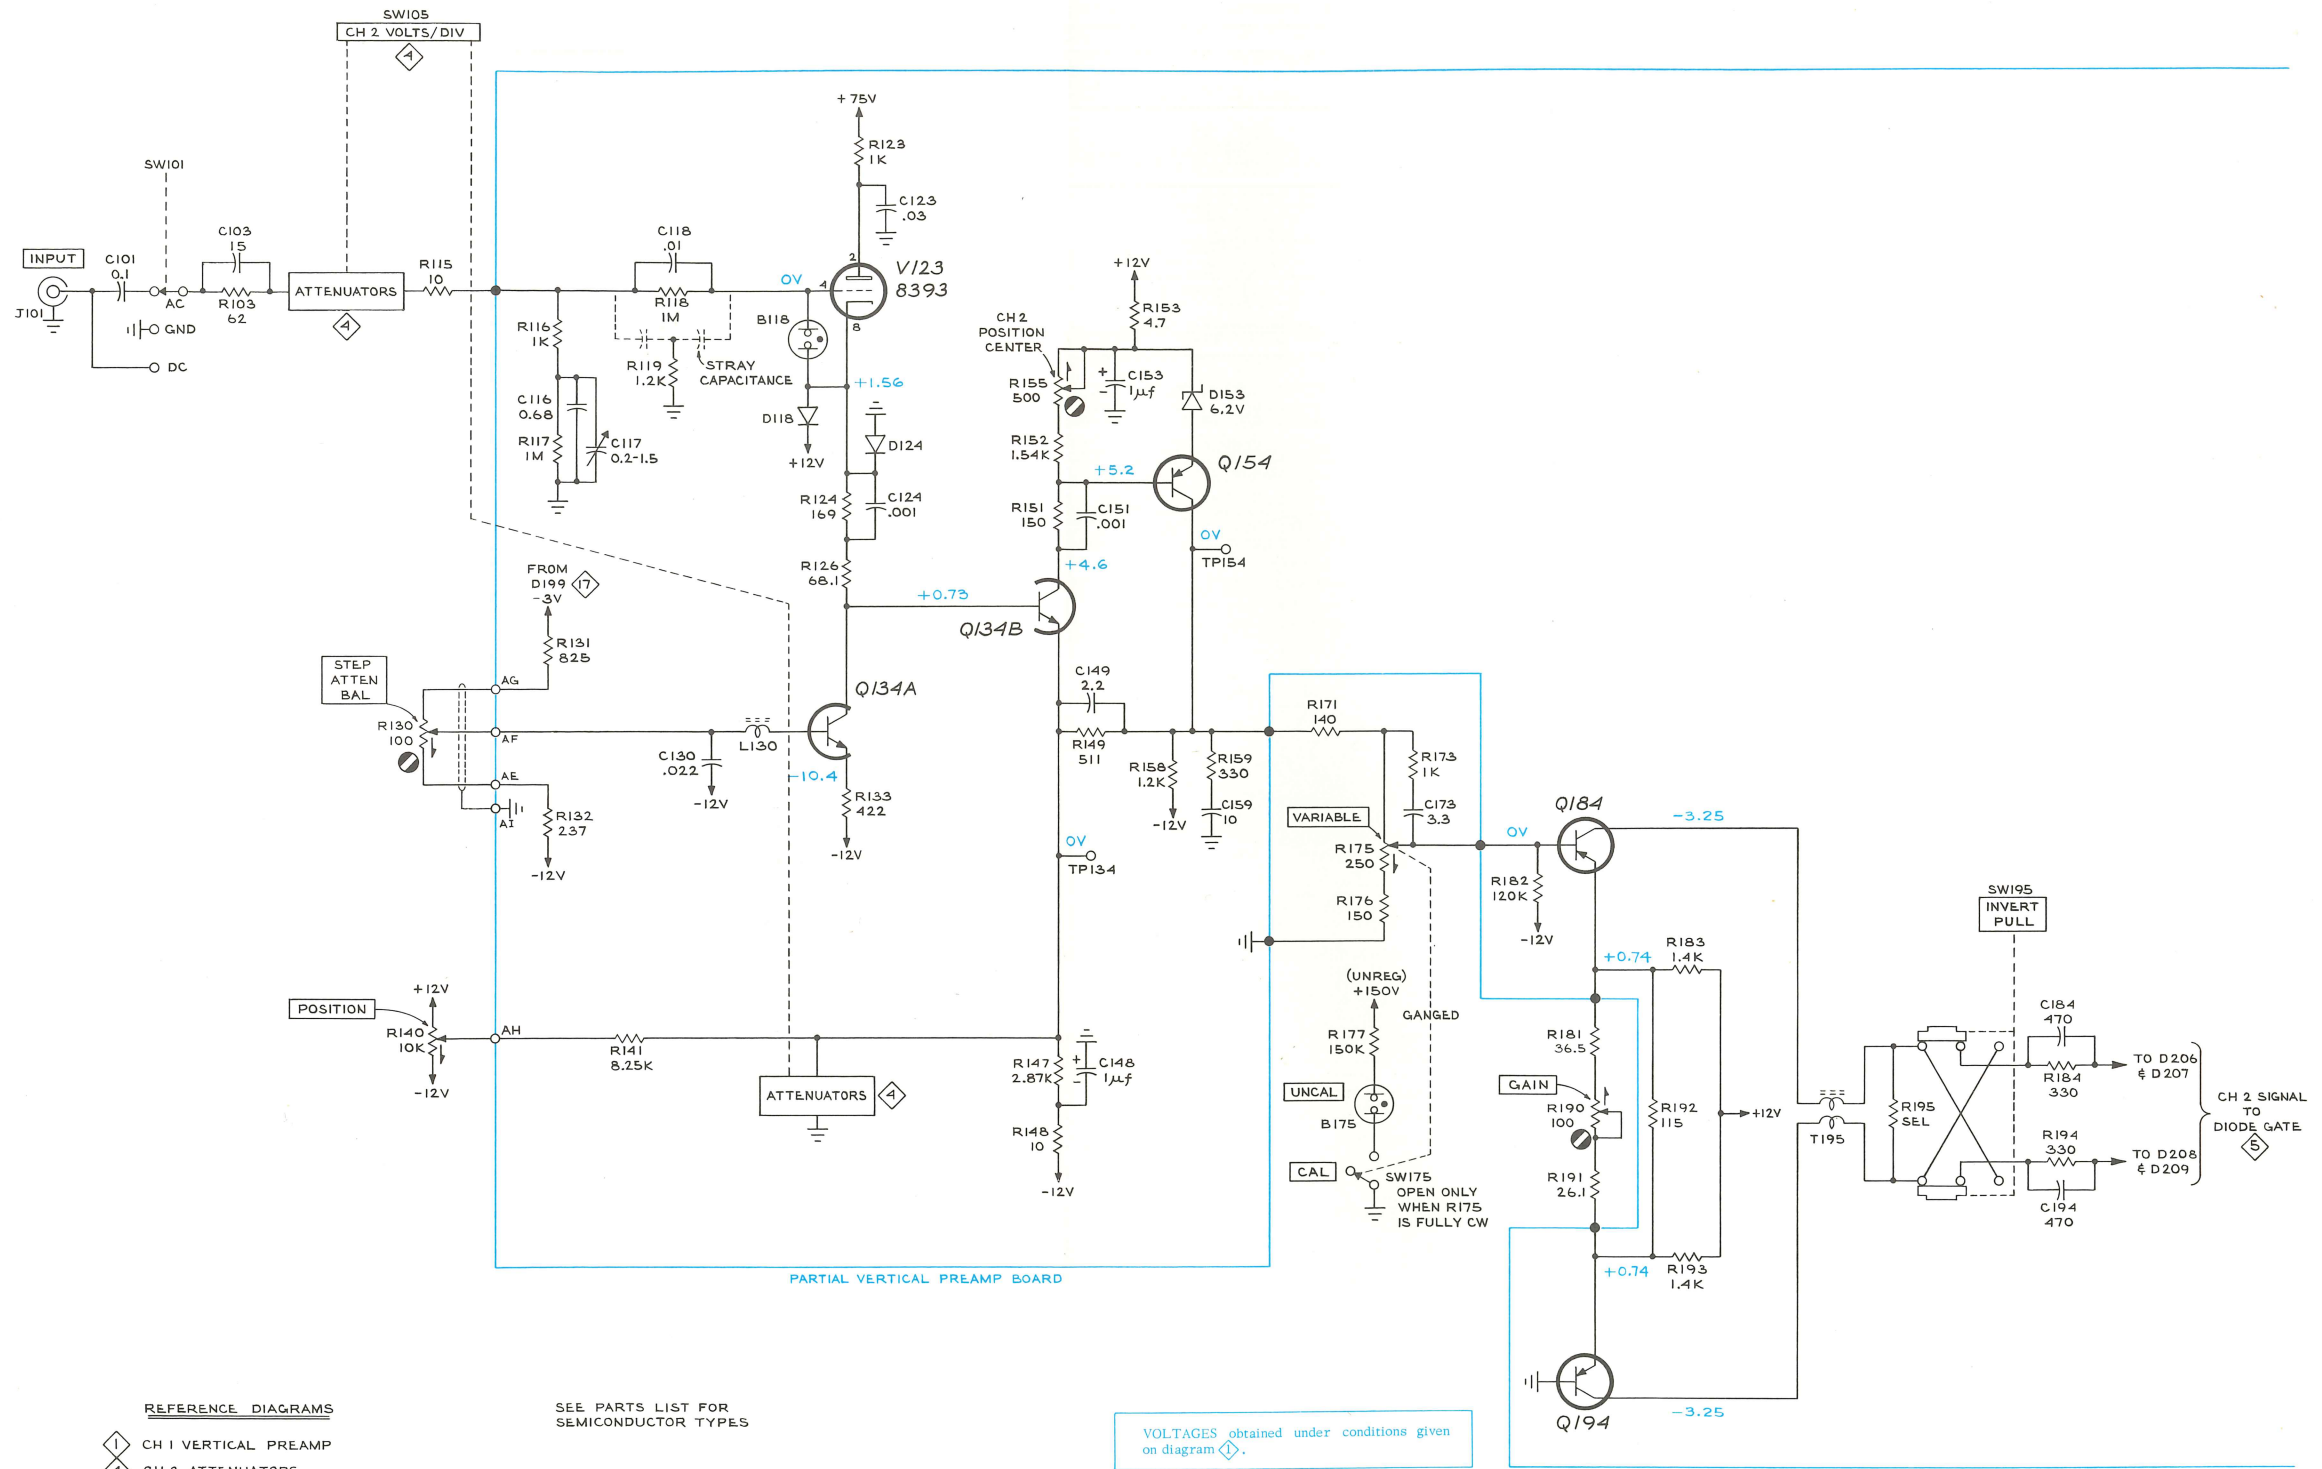 SW105
CH 2 VOLTS/DIV
4
+75V
R123
1K
SW101
C123
.03
C103
15
C118
.01
INPUT
C101
0.1
R115
10
2
V123
8393
0V
4
+12V
J101
AC
R103
62
ATTENUATORS
R118
1M
8
GND
4
R116
1K
B118
CH2
POSITION
CENTER
R153
4.7
DC
R119
1.2K
STRAY
CAPACITANCE
+1.56
R155
500
+
-
C153
1µf
D153
6.2V
C116
0.68
D118
R117
1M
C117
0.2-1.5
D124
R152
1.54K
+12V
+5.2
Q154
R124
169
C124
.001
R151
150
C151
.001
0V
TP154
FROM
D199
17
-3V
R126
68.1
+4.6
+0.73
R131
825
Q134B
STEP
ATTEN
BAL
AG
C149
2.2
Q134A
R171
140
R130
100
AF
L130
R149
511
C130
.022
R158
1.2K
R159
330
R173
1K
AE
-10.4
-12V
R133
422
C159
10
C173
3.3
Q184
AI
R132
237
-12V
VARIABLE
-3.25
0V
-12V
0V
R175
250
-12V
TP134
R182
120K
R176
150
SW195
INVERT
PULL
-12V
R183
1.4K
+0.74
(UNREG)
+150V
+12V
POSITION
GANGED
C184
470
R140
10K
AH
R141
8.25K
R177
150K
R181
36.5
-12V
R147
2.87K
+
-
C148
1µf
TO D206
& D207
R184
330
ATTENUATORS
4
UNCAL
GAIN
R190
100
R192
115
+12V
R195
SEL
CH 2 SIGNAL
TO
DIODE GATE
5
B175
T195
R148
10
R194
330
CAL
SW175
OPEN ONLY
WHEN R175
IS FULLY CW
R191
26.1
TO D208
& D209
-12V
C194
470
+0.74
R193
1.4K
PARTIAL VERTICAL PREAMP BOARD
REFERENCE DIAGRAMS
SEE PARTS LIST FOR
SEMICONDUCTOR TYPES
-3.25
Q194
1 CH 1 VERTICAL PREAMP
VOLTAGES obtained under conditions given
on diagram 1.
4 CH 2 ATTENUATORS